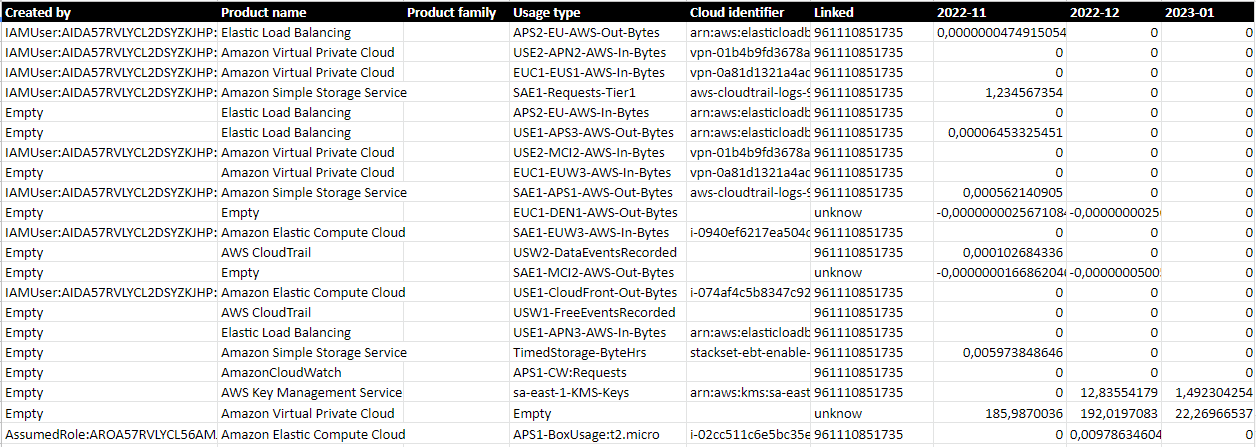 Created by Product name Product family Usage type Cloud identifier Linked 2022-11 2022-12 2023-01
IAMUser:AIDA57RVLYCL2DSYZKJHP: Elastic Load Balancing APS2-EU-AWS-Out-Bytes arn:aws:elasticloadb 961110851735 0,0000000474915054 0 0
IAMUser:AIDA57RVLYCL2DSYZKJHP: Amazon Virtual Private Cloud USE2-APN2-AWS-In-Bytes vpn-01b4b9fd3678a 961110851735 0 0 0
IAMUser:AIDA57RVLYCL2DSYZKJHP: Amazon Virtual Private Cloud EUC1-EUS1-AWS-In-Bytes vpn-0a81d1321a4ac 961110851735 0 0 0
IAMUser:AIDA57RVLYCL2DSYZKJHP: Amazon Simple Storage Service SAE1-Requests-Tier1 aws-cloudtrail-logs-9 961110851735 1,234567354 0 0
Empty Elastic Load Balancing APS2-EU-AWS-In-Bytes arn:aws:elasticloadb 961110851735 0 0 0
Empty Elastic Load Balancing USE1-APS3-AWS-Out-Bytes arn:aws:elasticloadb 961110851735 0,00006453325451 0 0
IAMUser:AIDA57RVLYCL2DSYZKJHP: Amazon Virtual Private Cloud USE2-MCI2-AWS-In-Bytes vpn-01b4b9fd3678a 961110851735 0 0 0
Empty Amazon Virtual Private Cloud EUC1-EUW3-AWS-In-Bytes vpn-0a81d1321a4ac 961110851735 0 0 0
IAMUser:AIDA57RVLYCL2DSYZKJHP: Amazon Simple Storage Service SAE1-APS1-AWS-Out-Bytes aws-cloudtrail-logs-9 961110851735 0,000562140905 0 0
Empty Empty EUC1-DEN1-AWS-Out-Bytes unknow -0,0000000025671084 -0,0000000025 0
IAMUser:AIDA57RVLYCL2DSYZKJHP: Amazon Elastic Compute Cloud SAE1-EUW3-AWS-In-Bytes i-0940ef6217ea504c 961110851735 0 0 0
Empty AWS CloudTrail USW2-DataEventsRecorded 961110851735 0,000102684336 0 0
Empty Empty SAE1-MCI2-AWS-Out-Bytes unknow -0,0000000166862046 -0,0000000500 0
IAMUser:AIDA57RVLYCL2DSYZKJHP: Amazon Elastic Compute Cloud USE1-CloudFront-Out-Bytes i-074af4c5b8347c92 961110851735 0 0 0
Empty AWS CloudTrail USW1-FreeEventsRecorded 961110851735 0 0 0
Empty Elastic Load Balancing USE1-APN3-AWS-In-Bytes arn:aws:elasticloadb 961110851735 0 0 0
Empty Amazon Simple Storage Service TimedStorage-ByteHrs stackset-ebt-enable- 961110851735 0,005973848646 0 0
Empty AmazonCloudWatch APS1-CW:Requests 961110851735 0 0 0
Empty AWS Key Management Service sa-east-1-KMS-Keys arn:aws:kms:sa-east 961110851735 0 12,83554179 1,492304254
Empty Amazon Virtual Private Cloud Empty unknow 185,9870036 192,0197083 22,26966537
AssumedRole:AROA57RVLYCL56AM. Amazon Elastic Compute Cloud APS1-BoxUsage:t2.micro i-02cc511c6e5bc35e 961110851735 0 0,00978634604 0